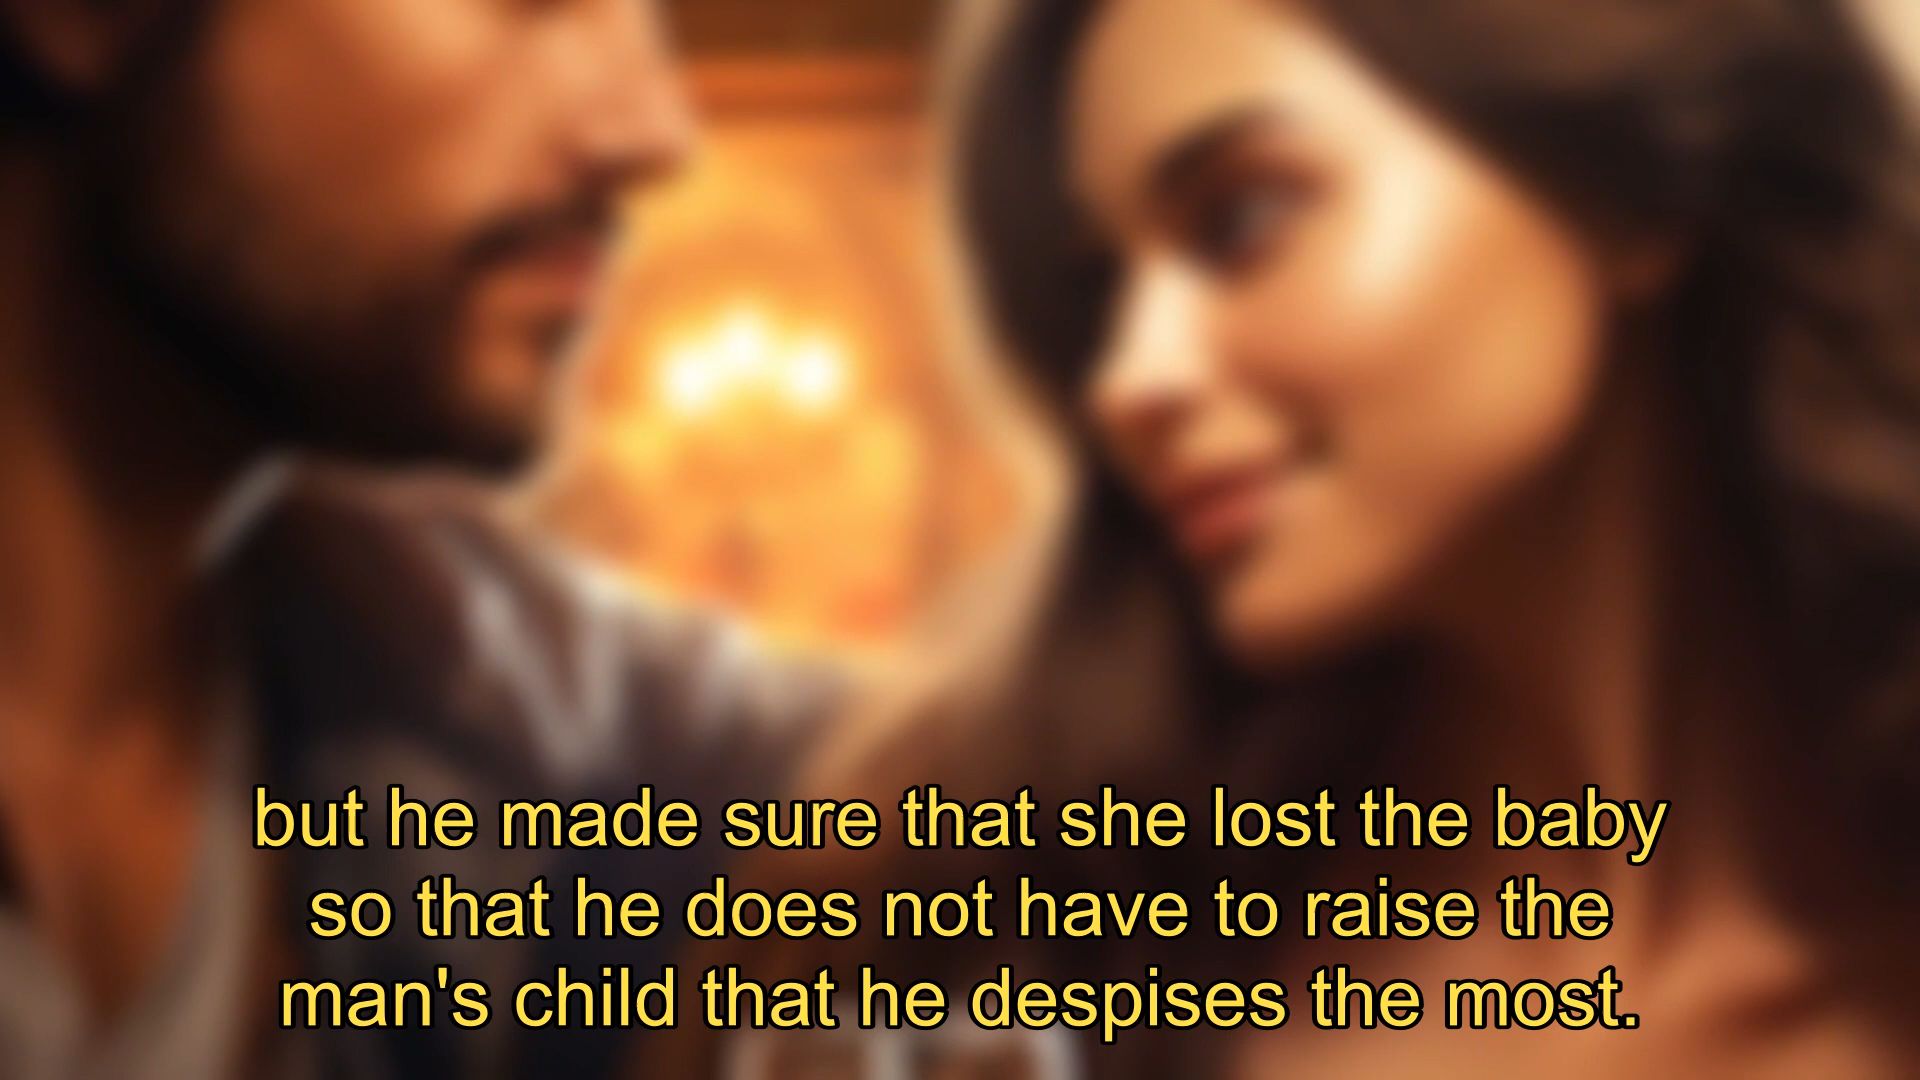 but he made sure that she lost the baby
so that he does not have to raise the
man's child that he despises the most.